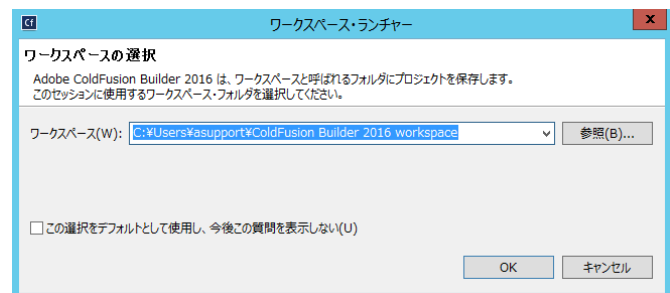 Cf
ワークスペース・ランチャー
x
ワークスペースの選択
Adobe ColdFusion Builder 2016 は、ワークスペースと呼ばれるフォルダにプロジェクトを保存します。
このセッションに使用するワークスペース・フォルダを選択してください。
ワークスペース(W): C:¥Users¥asupport¥ColdFusion Builder 2016 workspace 参照(B)...
この選択をデフォルトとして使用し、今後この質問を表示しない(U)
OK キャンセル